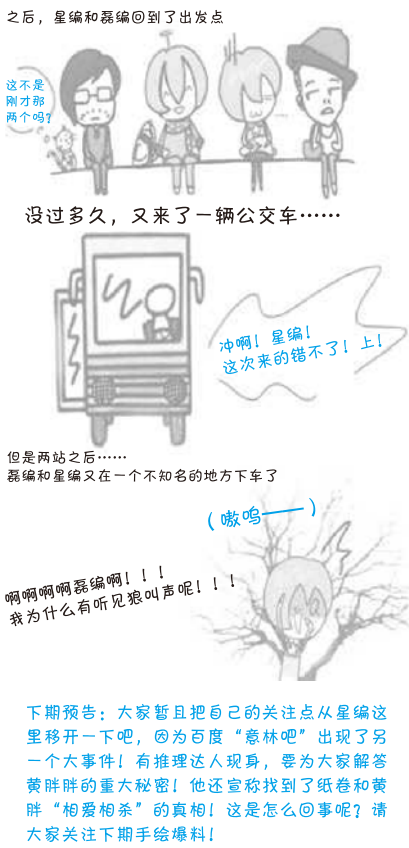 之后，星编和磊编回到了出发点
这不是
刚才那
两个吗？
没过多久，又来了一辆公交车……
冲啊！星编！
这次来的错不了！上！
但是两站之后……
磊编和星编又在一个不知名的地方下车了
（嗷呜——）
啊啊啊啊磊编啊！！！
我为什么有听见狼叫声呢！！！
下期预告：大家暂且把自己的关注点从星编这
里移开一下吧，因为百度“意林吧”出现了另
一个大事件！有推理达人现身，要为大家解答
黄胖胖的重大秘密！他还宣称找到了纸卷和黄
胖“相爱相杀”的真相！这是怎么回事呢？请
大家关注下期手绘爆料！